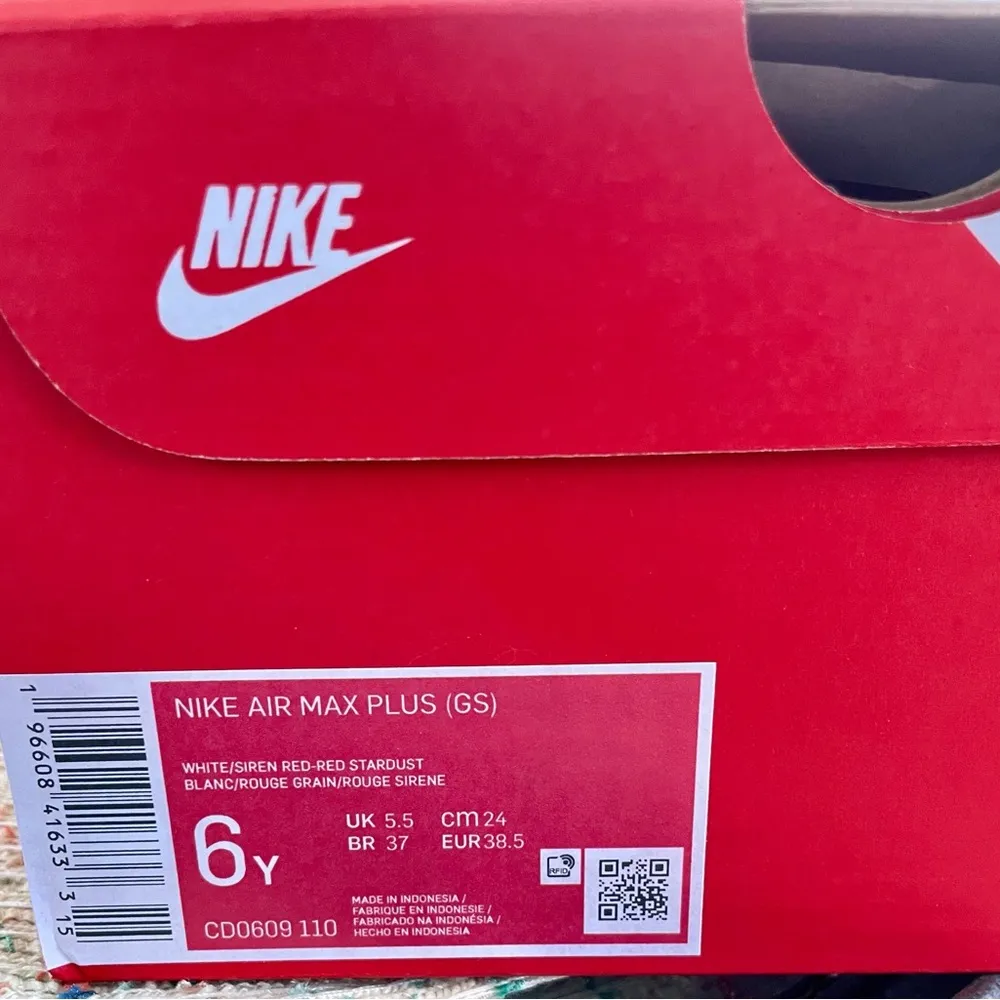 NIKE
NIKE AIR MAX PLUS (GS)
WHITE/SIREN RED-RED STARDUST
BLANC/ROUGE GRAIN/ROUGE SIRENE
6Y
UK 5.5 cm 24
BR 37 EUR 38.5
CD0609 110
MADE IN INDONESIA /
FABRIQUE EN INDONESIE /
FABRICADO NA INDONÉSIA /
HECHO EN INDONESIA
RFID
1 96608 41633 3 15